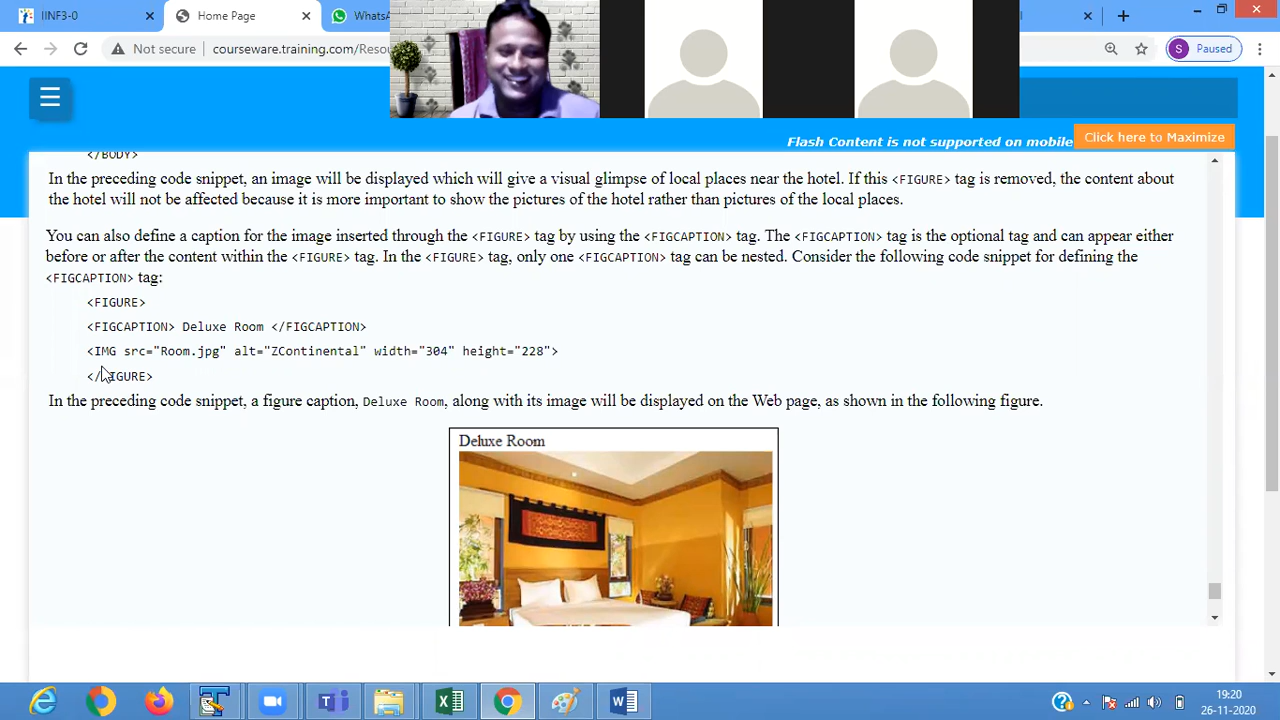 IINF3-0
Home Page
WhatsA
Not secure
courseware.training.com/Resou
S
Paused
Flash Content is not supported on mobile
Click here to Maximize
</BODY>
In the preceding code snippet, an image will be displayed which will give a visual glimpse of local places near the hotel. If this <FIGURE> tag is removed, the content about
the hotel will not be affected because it is more important to show the pictures of the hotel rather than pictures of the local places.
You can also define a caption for the image inserted through the <FIGURE> tag by using the <FIGCAPTION> tag. The <FIGCAPTION> tag is the optional tag and can appear either
before or after the content within the <FIGURE> tag. In the <FIGURE> tag, only one <FIGCAPTION> tag can be nested. Consider the following code snippet for defining the
<FIGCAPTION> tag:
<FIGURE>
<FIGCAPTION> Deluxe Room </FIGCAPTION>
<IMG src="Room.jpg" alt="ZContinental" width="304" height="228">
</FIGURE>
In the preceding code snippet, a figure caption, Deluxe Room, along with its image will be displayed on the Web page, as shown in the following figure.
Deluxe Room
19:20
26-11-2020